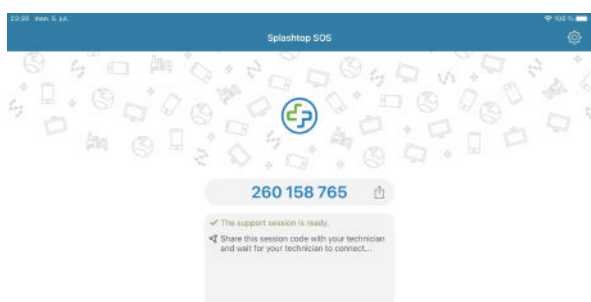 23:39 man. 5. jul.
100 %
Splashtop SOS
260 158 765
The support session is ready.
Share this session code with your technician
and wait for your technician to connect...